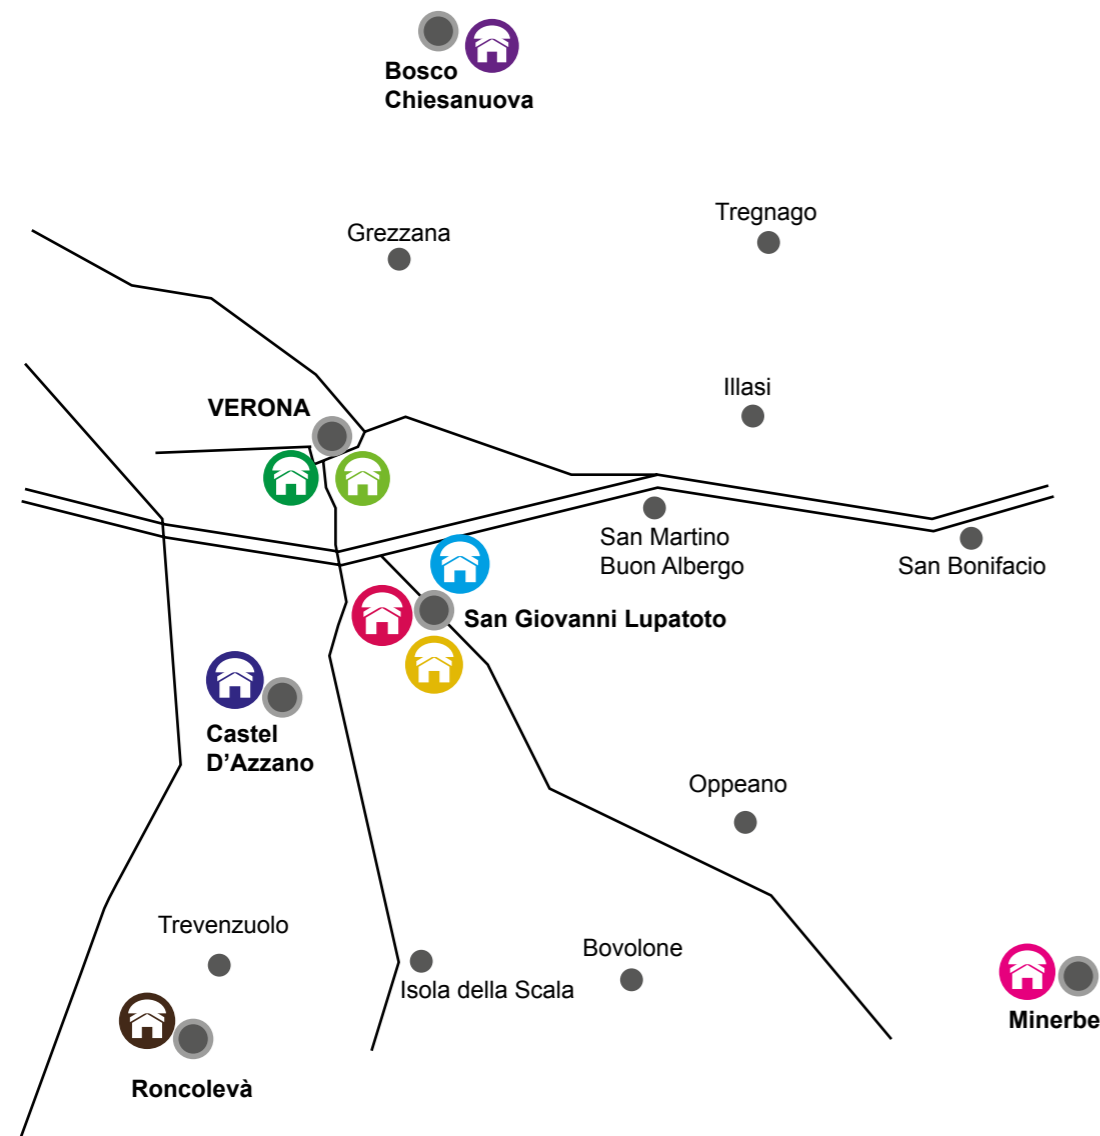 Bosco
Chiesanuova
Tregnago
Grezzana
Illasi
VERONA
San Martino
Buon Albergo
San Bonifacio
San Giovanni Lupatoto
Castel
D’Azzano
Oppeano
Trevenzuolo
Bovolone
Isola della Scala
Minerbe
Roncolevà